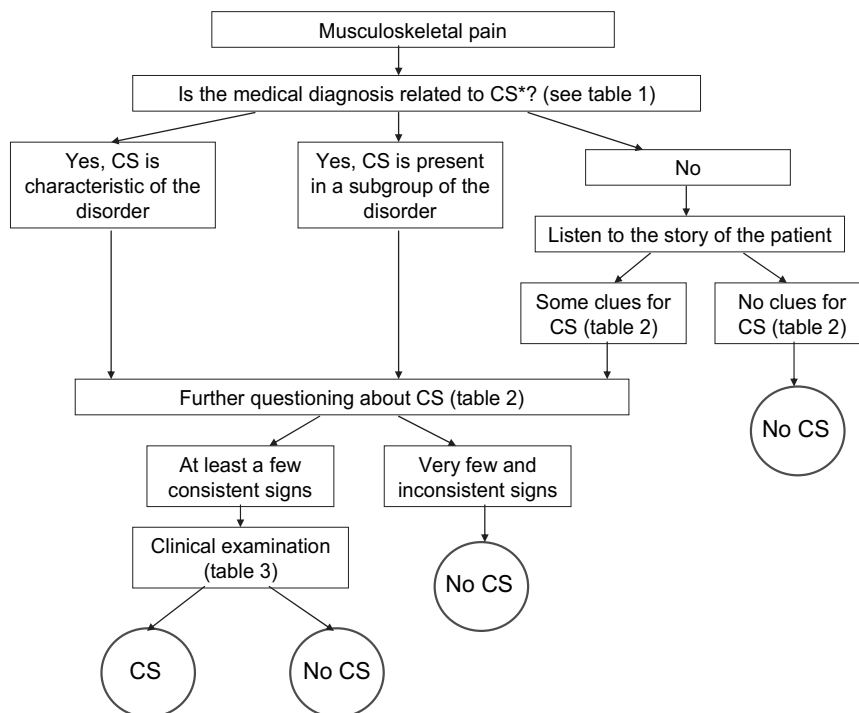 Musculoskeletal pain
Is the medical diagnosis related to CS*? (see table 1)
Yes, CS is
characteristic of the
disorder
Yes, CS is present
in a subgroup of the
disorder
No
Listen to the story of the patient
Some clues for
CS (table 2)
No clues for
CS (table 2)
Further questioning about CS (table 2)
No CS
At least a few
consistent signs
Very few and
inconsistent signs
Clinical examination
(table 3)
No CS
CS
No CS